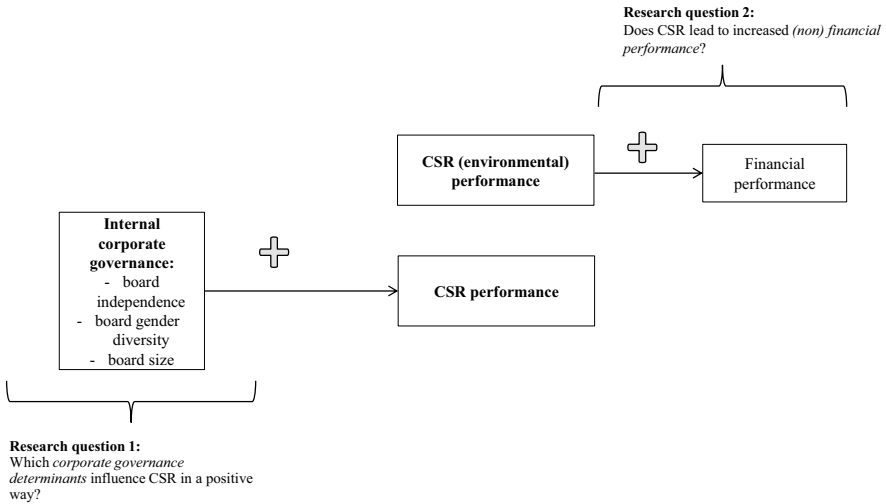 Research question 2:
Does CSR lead to increased (non) financial
performance?
CSR (environmental)
performance
Financial
performance
Internal
corporate
governance:
- board
independence
- board gender
diversity
- board size
CSR performance
Research question 1:
Which corporate governance
determinants influence CSR in a positive
way?